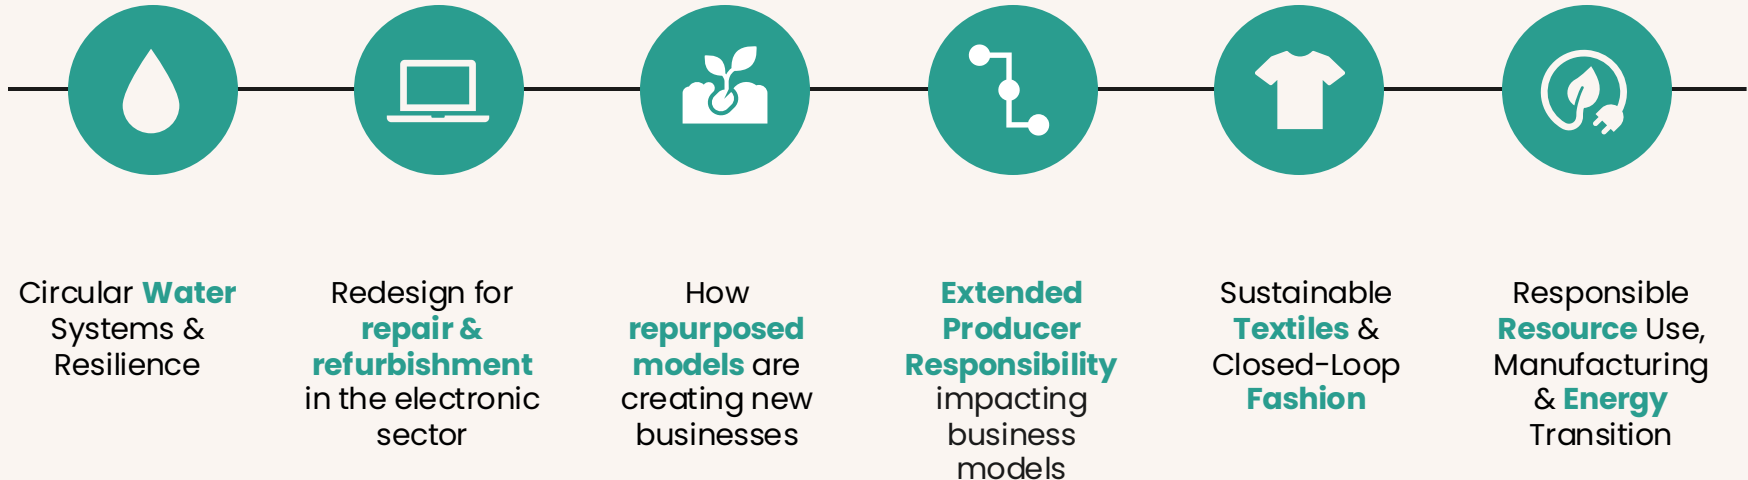 Circular Water
Systems &
Resilience
Redesign for
repair &
refurbishment
in the electronic
sector
How
repurposed
models are
creating new
businesses
Extended
Producer
Responsibility
impacting
business
models
Sustainable
Textiles &
Closed-Loop
Fashion
Responsible
Resource Use,
Manufacturing
& Energy
Transition